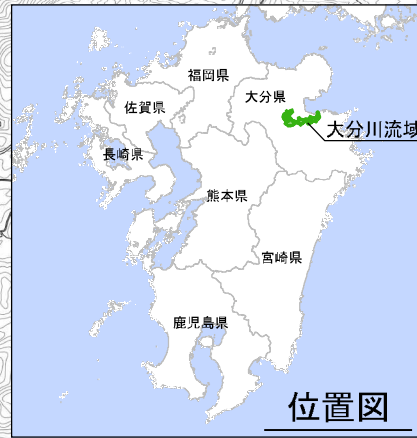 福岡県
大分県
佐賀県
大分川流域
長崎県
熊本県
宮崎県
鹿児島県
位置図